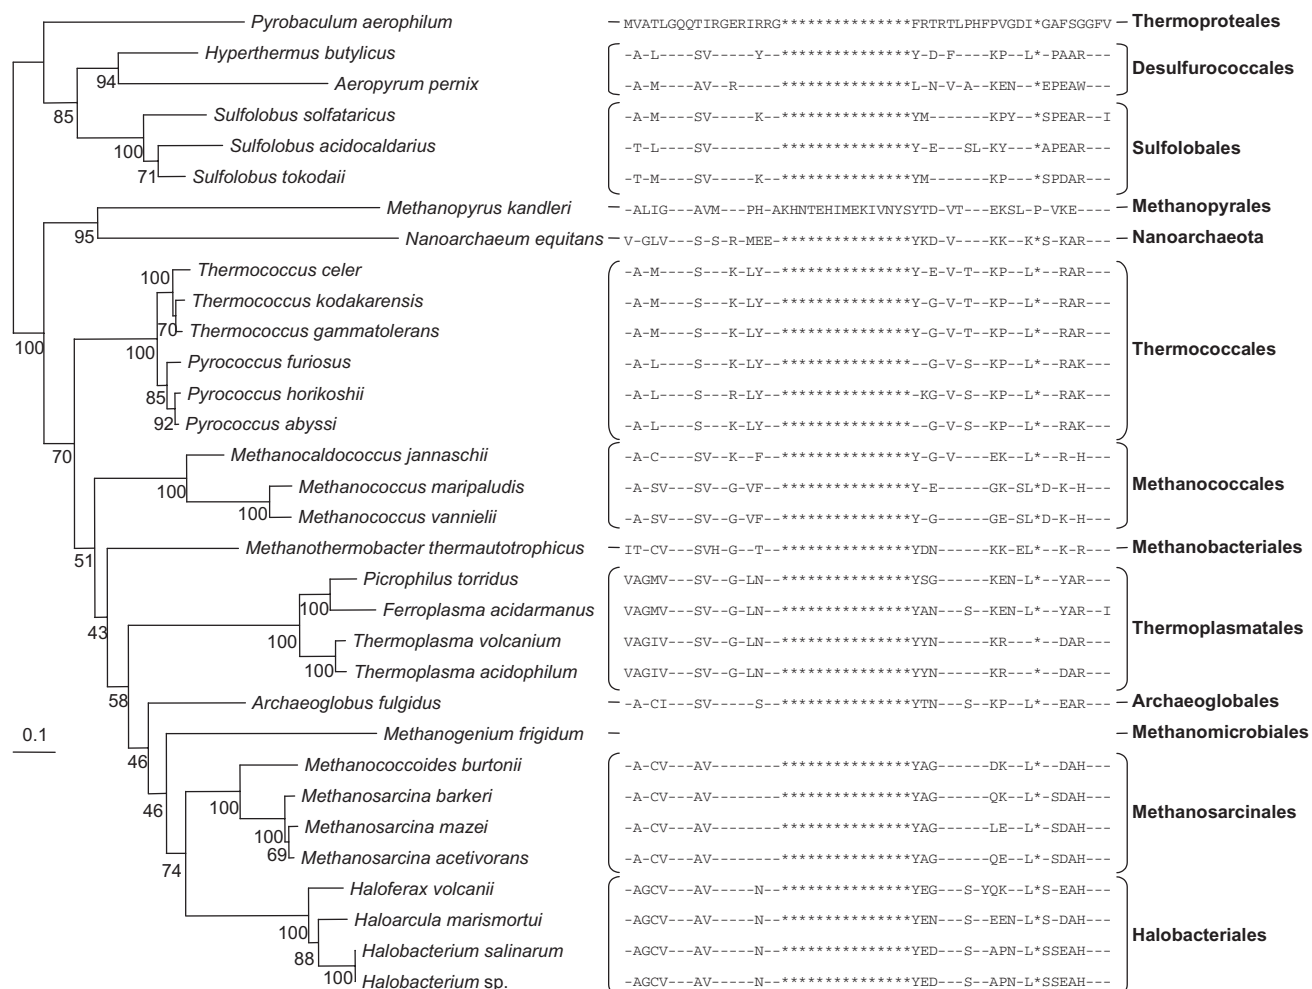 Pyrobaculum aerophilum — MVATLGQQTIRGERIRRG****************FRTRTLPHFPVGDI*GAFSGGFV — Thermoproteales
Hyperthermus butylicus -A-L----SV-----Y--****************Y-D-F----KP--L*-PAAR---
Desulfurococcales
94
Aeropyrum pernix -A-M----AV--R-----****************L-N-V-A--KEN--*EPEAW---
85
Sulfolobus solfataricus -A-M----SV-----K--****************YM-------KPY--*SPEAR--I
100
Sulfolobus acidocaldarius -T-L----SV--------****************Y-E---SL-KY---*APEAR---
Sulfolobales
71
Sulfolobus tokodaii -T-M----SV-----K--****************YM-------KP---*SPDAR---
Methanopyrus kandleri — -ALIG---AVM---PH-AKHNTEHIMEKIVNYSYTD-VT---EKSL-P-VKE---- — Methanopyrales
95
Nanoarchaeum equitans — V-GLV---S-S-R-MEE-****************YKD-V----KK--K*S-KAR--- — Nanoarchaeota
Thermococcus celer -A-M----S---K-LY--****************Y-E-V-T--KP--L*--RAR---
100
Thermococcus kodakarensis -A-M----S---K-LY--****************Y-G-V-T--KP--L*--RAR---
70
Thermococcus gammatolerans -A-M----S---K-LY--****************Y-G-V-T--KP--L*--RAR---
100
100
Thermococcales
Pyrococcus furiosus -A-L----S---K-LY--****************--G-V-S--KP--L*--RAK---
85
Pyrococcus horikoshii -A-L----S---R-LY--****************-KG-V-S--KP--L*--RAK---
92
Pyrococcus abyssi -A-L----S---K-LY--****************--G-V-S--KP--L*--RAK---
70
Methanocaldococcus jannaschii -A-C----SV--K--F--****************Y-G-V----EK--L*--R-H---
100
Methanococcus maripaludis -A-SV---SV--G-VF--****************Y-E------GK-SL*D-K-H---
Methanococcales
100
Methanococcus vannielii -A-SV---SV--G-VF--****************Y-G------GE-SL*D-K-H---
51
Methanothermobacter thermautotrophicus — IT-CV---SVH-G--T--****************YDN------KK-EL*--K-R--- — Methanobacteriales
Picrophilus torridus VAGMV---SV--G-LN--****************YSG------KEN-L*--YAR---
100
Ferroplasma acidarmanus VAGMV---SV--G-LN--****************YAN---S--KEN-L*--YAR--I
43
100
Thermoplasmatales
Thermoplasma volcanium VAGIV---SV--G-LN--****************YYN------KR---*--DAR---
100
Thermoplasma acidophilum VAGIV---SV--G-LN--****************YYN------KR---*--DAR---
58
Archaeoglobus fulgidus — -A-CI---SV-----S--****************YTN---S--KP--L*--EAR--- — Archaeoglobales
0.1
Methanogenium frigidum — — Methanomicrobiales
46
Methanococcoides burtonii -A-CV---AV--------****************YAG------DK--L*--DAH---
46
100
Methanosarcina barkeri -A-CV---AV--------****************YAG------QK--L*-SDAH---
Methanosarcinales
100
Methanosarcina mazei -A-CV---AV--------****************YAG------LE--L*-SDAH---
69
Methanosarcina acetivorans -A-CV---AV--------****************YAG------QE--L*-SDAH---
74
Haloferax volcanii -AGCV---AV-----N--****************YEG---S-YQK--L*S-EAH---
Haloarcula marismortui -AGCV---AV-----N--****************YEN---S--EEN-L*S-DAH---
100
Halobacteriales
Halobacterium salinarum -AGCV---AV-----N--****************YED---S--APN-L*SSEAH---
88
100
Halobacterium sp. -AGCV---AV-----N--****************YED---S--APN-L*SSEAH---